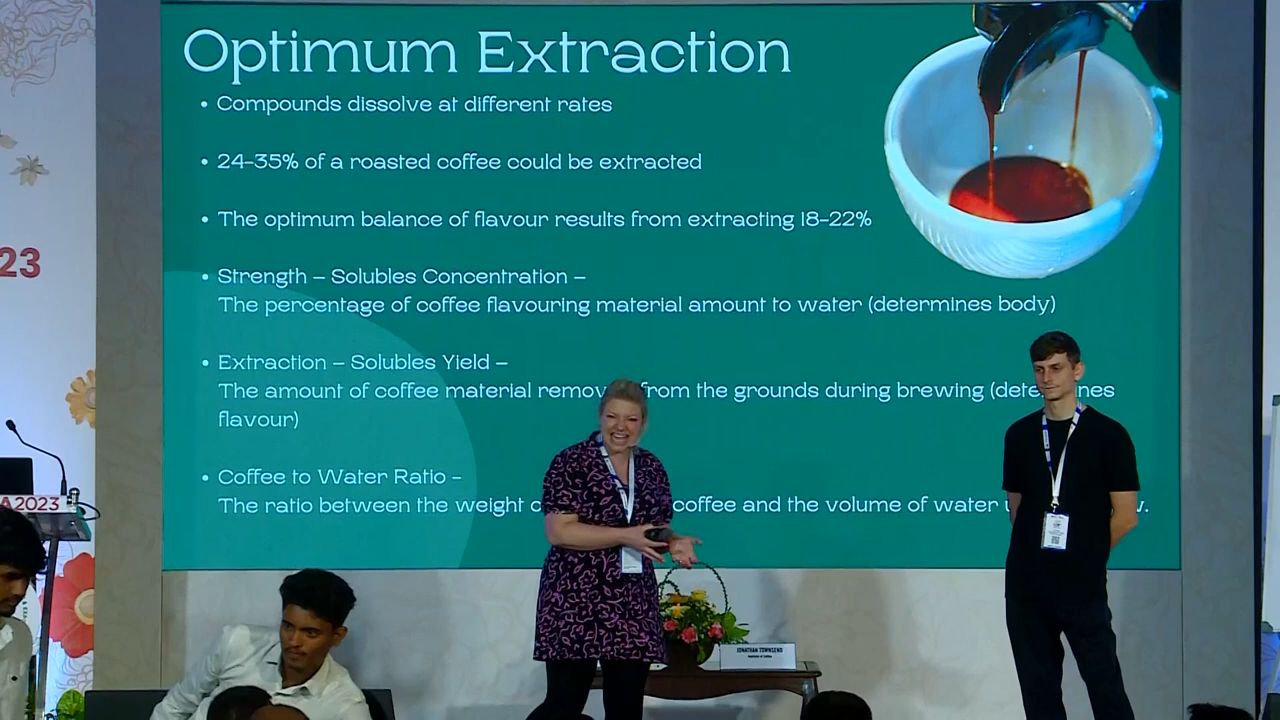 Optimum Extraction
• Compounds dissolve at different rates
• 24-35% of a roasted coffee could be extracted
• The optimum balance of flavour results from extracting 18-22%
• Strength – Solubles Concentration –
The percentage of coffee flavouring material amount to water (determines body)
• Extraction – Solubles Yield –
The amount of coffee material from the grounds during brewing
flavour)
• Coffee to Water Ratio –
The ratio between the weight coffee and the volume of water
23
A2023
JONATHAN TOWNSEND